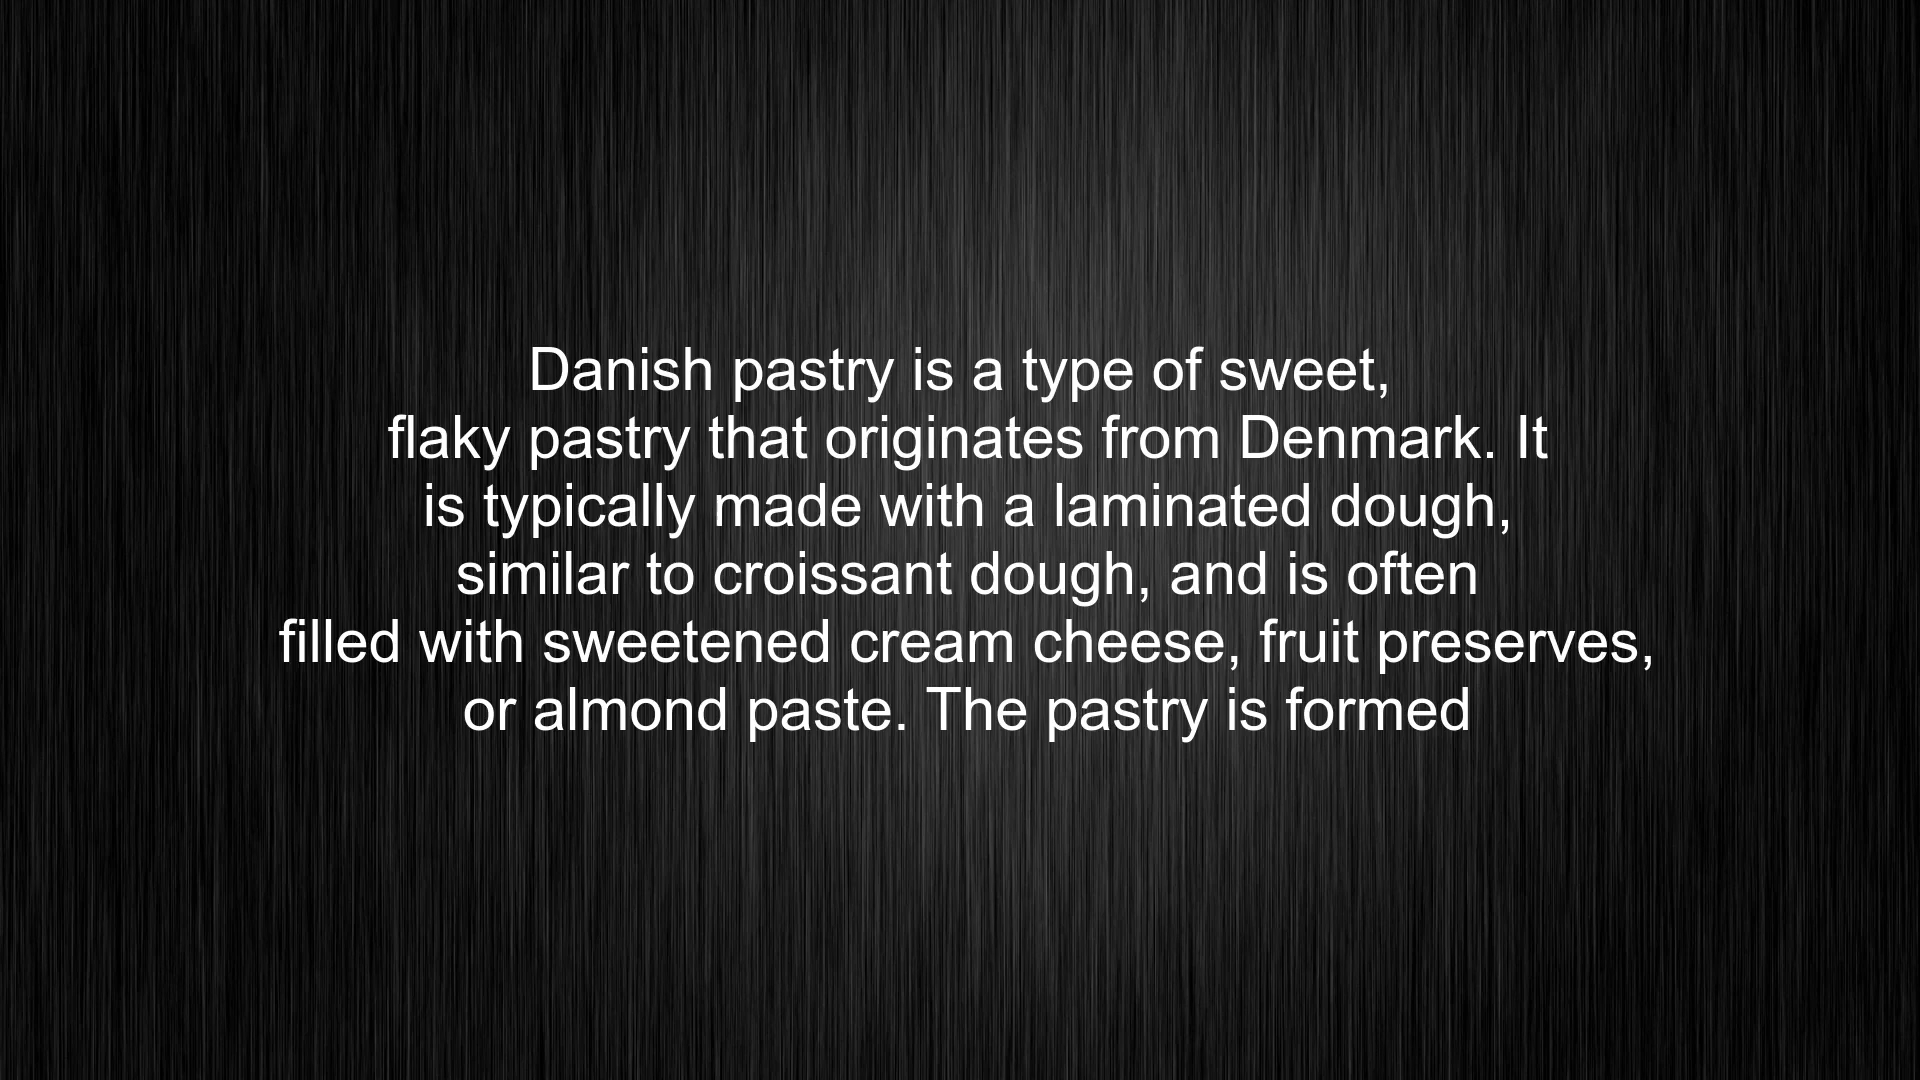 Danish pastry is a type of sweet,
flaky pastry that originates from Denmark. It
is typically made with a laminated dough,
similar to croissant dough, and is often
filled with sweetened cream cheese, fruit preserves,
or almond paste. The pastry is formed